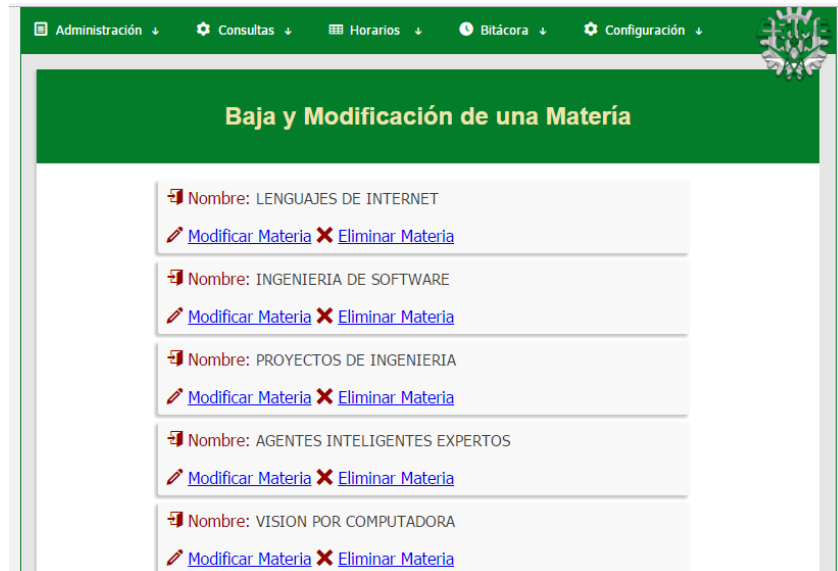 Administración ↓ Consultas ↓ Horarios ↓ Bitácora ↓ Configuración ↓
Baja y Modificación de una Matería
Nombre: LENGUAJES DE INTERNET
Modificar Materia Eliminar Materia
Nombre: INGENIERIA DE SOFTWARE
Modificar Materia Eliminar Materia
Nombre: PROYECTOS DE INGENIERIA
Modificar Materia Eliminar Materia
Nombre: AGENTES INTELIGENTES EXPERTOS
Modificar Materia Eliminar Materia
Nombre: VISION POR COMPUTADORA
Modificar Materia Eliminar Materia